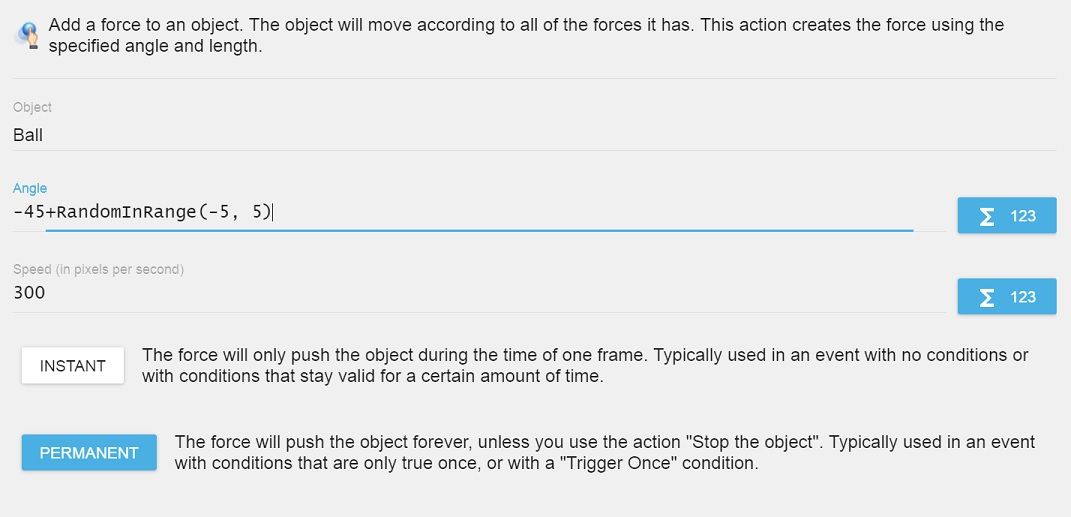 Add a force to an object. The object will move according to all of the forces it has. This action creates the force using the
specified angle and length.
Object
Ball
Angle
-45+RandomInRange(-5, 5)
Σ 123
Speed (in pixels per second)
300
Σ 123
INSTANT
The force will only push the object during the time of one frame. Typically used in an event with no conditions or
with conditions that stay valid for a certain amount of time.
PERMANENT
The force will push the object forever, unless you use the action "Stop the object". Typically used in an event
with conditions that are only true once, or with a "Trigger Once" condition.